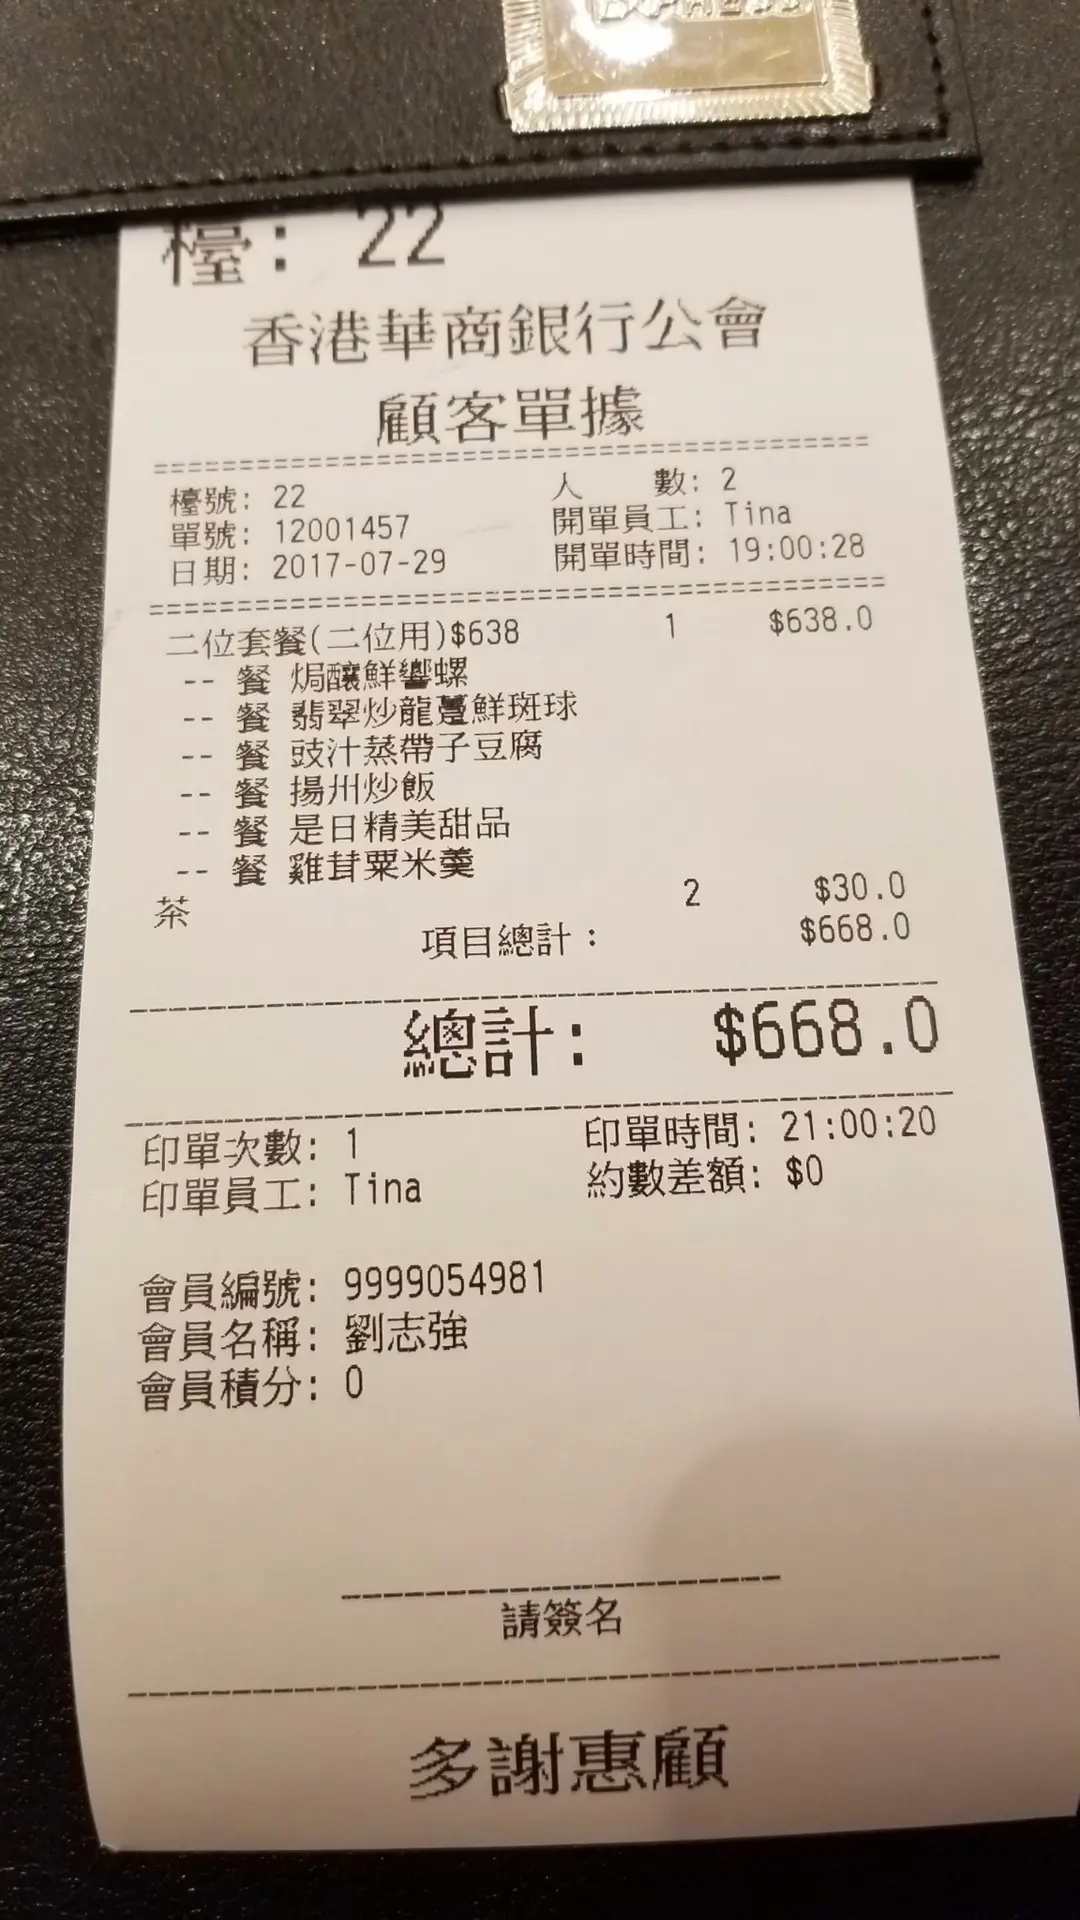 檯: 22
香港華商銀行公會
顧客單據
檯號: 22 人 數: 2
單號: 12001457 開單員工: Tina
日期: 2017-07-29 開單時間: 19:00:28
二位套餐(二位用)$638 1 $638.0
-- 餐 焗釀鮮響螺
-- 餐 翡翠炒龍躉鮮斑球
-- 餐 豉汁蒸帶子豆腐
-- 餐 揚州炒飯
-- 餐 是日精美甜品
-- 餐 雞茸粟米羹
茶 2 $30.0
項目總計: $668.0
總計: $668.0
印單次數: 1 印單時間: 21:00:20
印單員工: Tina 約數差額: $0
會員編號: 9999054981
會員名稱: 劉志強
會員積分: 0
請簽名
多謝惠顧